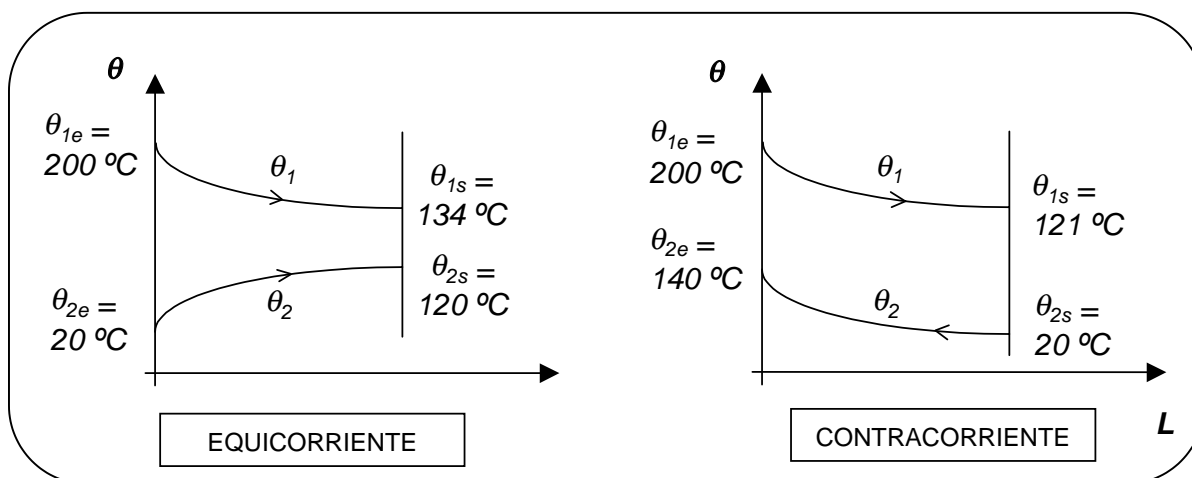 θ
θ1e =
200 ºC
θ1
θ1s =
134 ºC
θ2e =
20 ºC
θ2
θ2s =
120 ºC
EQUICORRIENTE
θ
θ1e =
200 ºC
θ1
θ1s =
121 ºC
θ2e =
140 ºC
θ2
θ2s =
20 ºC
L
CONTRACORRIENTE